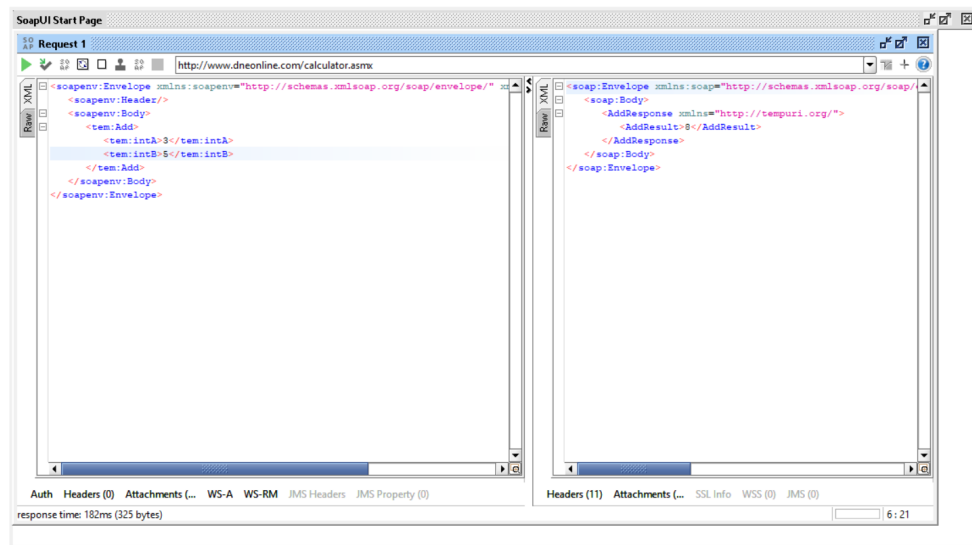 SoapUI Start Page
SO AP Request 1
http://www.dneonline.com/calculator.asmx
XML
Raw
<soapenv:Envelope xmlns:soapenv="http://schemas.xmlsoap.org/soap/envelope/"
<soapenv:Header/>
<soapenv:Body>
<tem:Add>
<tem:intA>3</tem:intA>
<tem:intB>5</tem:intB>
</tem:Add>
</soapenv:Body>
</soapenv:Envelope>
XML
Raw
<soap:Envelope xmlns:soap="http://schemas.xmlsoap.org/soap/
<soap:Body>
<AddResponse xmlns="http://tempuri.org/">
<AddResult>8</AddResult>
</AddResponse>
</soap:Body>
</soap:Envelope>
Auth Headers (0) Attachments (... WS-A WS-RM JMS Headers JMS Property (0)
Headers (11) Attachments (... SSL Info WSS (0) JMS (0)
response time: 182ms (325 bytes)
6 : 21